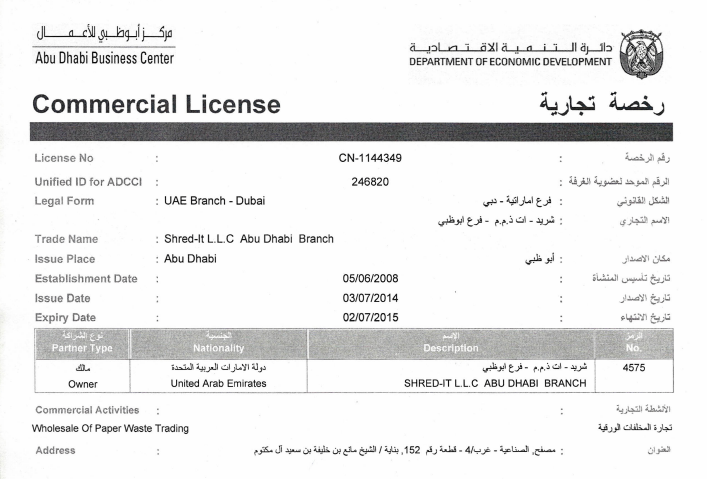 مركز أبوظبي للأعمال
Abu Dhabi Business Center
دائرة التنمية الاقتصادية
DEPARTMENT OF ECONOMIC DEVELOPMENT
Commercial License رخصة تجارية
License No : CN-1144349 : رقم الرخصة
Unified ID for ADCCI : 246820 : الرقم الموحد لعضوية الغرفة
Legal Form : UAE Branch - Dubai فرع اماراتية - دبي : الشكل القانوني
شريد - ات ذ.م.م - فرع ابوظبي : الاسم التجاري
Trade Name : Shred-It L.L.C Abu Dhabi Branch
Issue Place : Abu Dhabi أبو ظبي : مكان الاصدار
Establishment Date : 05/06/2008 : تاريخ تأسيس المنشأة
Issue Date : 03/07/2014 : تاريخ الاصدار
Expiry Date : 02/07/2015 : تاريخ الانتهاء
نوع الشراكة الجنسية الاسم الرمز
Partner Type Nationality Description No.
مالك دولة الامارات العربية المتحدة شريد - ات ذ.م.م - فرع ابوظبي 4575
Owner United Arab Emirates SHRED-IT L.L.C ABU DHABI BRANCH
Commercial Activities : : الأنشطة التجارية
Wholesale Of Paper Waste Trading تجارة المخلفات الورقية
Address : مصفح, الصناعية - غرب/4 - قطعة رقم 152, بناية / الشيخ مانع بن خليفة بن سعيد آل مكتوم : العنوان